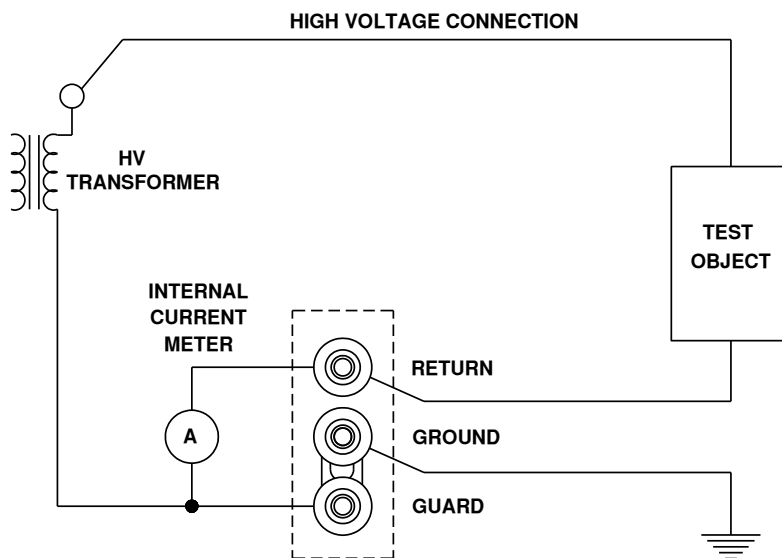 HIGH VOLTAGE CONNECTION
HV
TRANSFORMER
TEST
OBJECT
INTERNAL
CURRENT
METER
RETURN
A
GROUND
GUARD